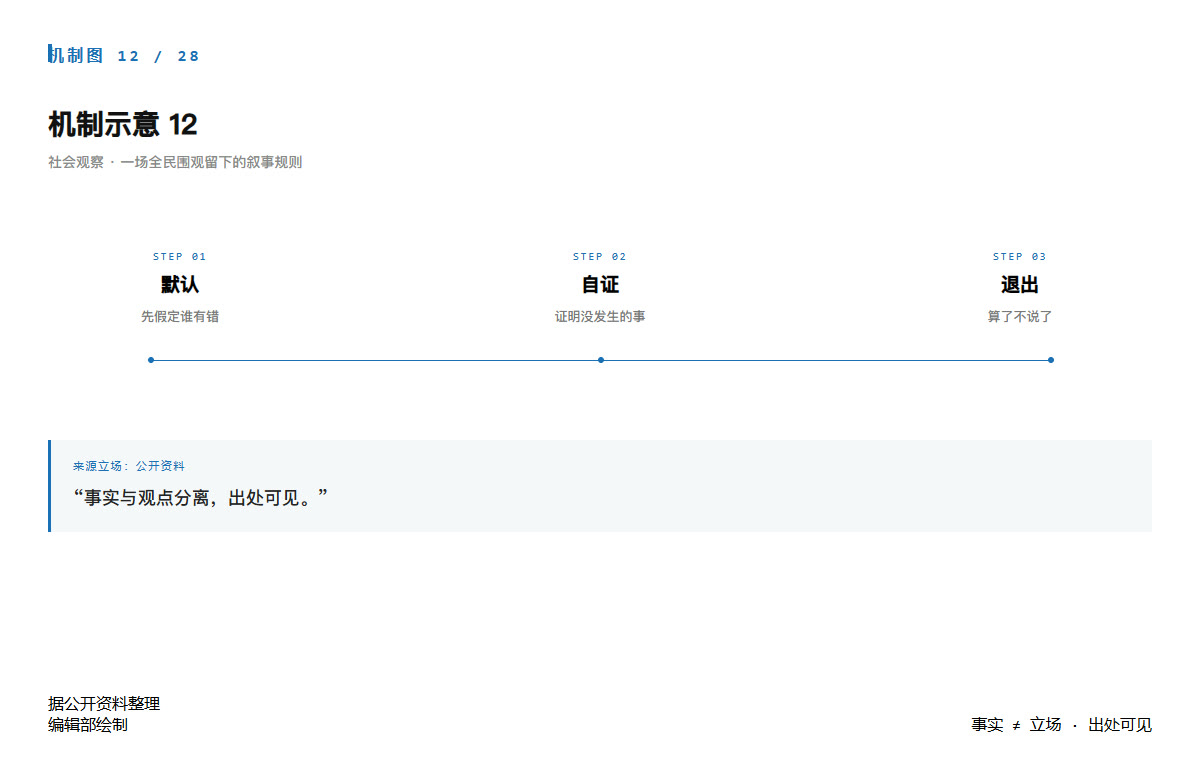 机制图 12 / 28
机制示意 12
社会观察 · 一场全民围观留下的叙事规则
STEP 01
默认
先假定谁有错
STEP 02
自证
证明没发生的事
STEP 03
退出
算了不说了
来源立场：公开资料
“事实与观点分离，出处可见。”
据公开资料整理
编辑部绘制
事实 ≠ 立场 · 出处可见